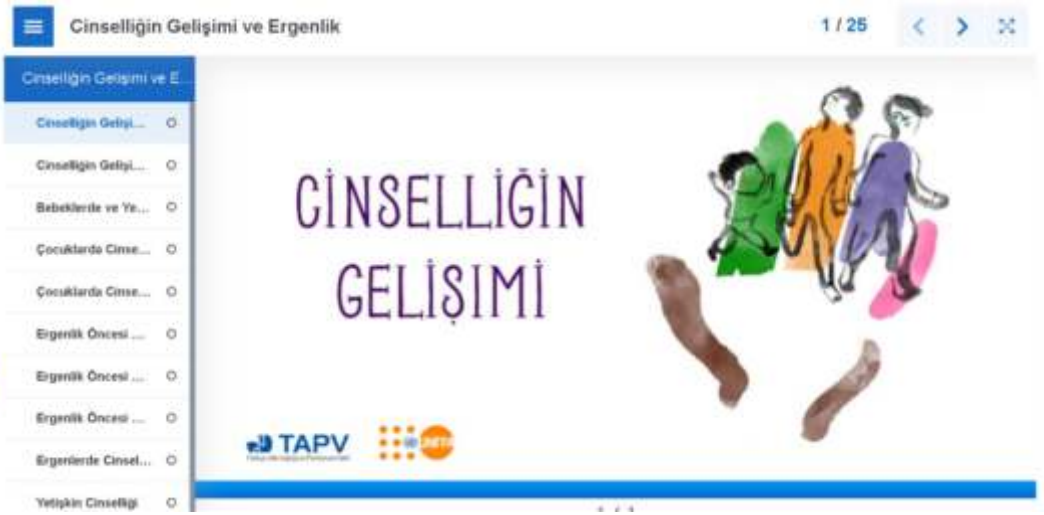 Cinselliğin Gelişimi ve Ergenlik
1 / 25
Cinselliğin Gelişimi ve E...
Cinselliğin Gelişi...
Cinselliğin Gelişi...
Bebeklerde ve Ye...
Çocuklarda Cinse...
Çocuklarda Cinse...
Ergenlik Öncesi ...
Ergenlik Öncesi ...
Ergenlik Öncesi ...
Ergenlerde Cinsel...
Yetişkin Cinselliği
CİNSELLİĞİN
GELİŞİMİ
TAPV
UNFPA